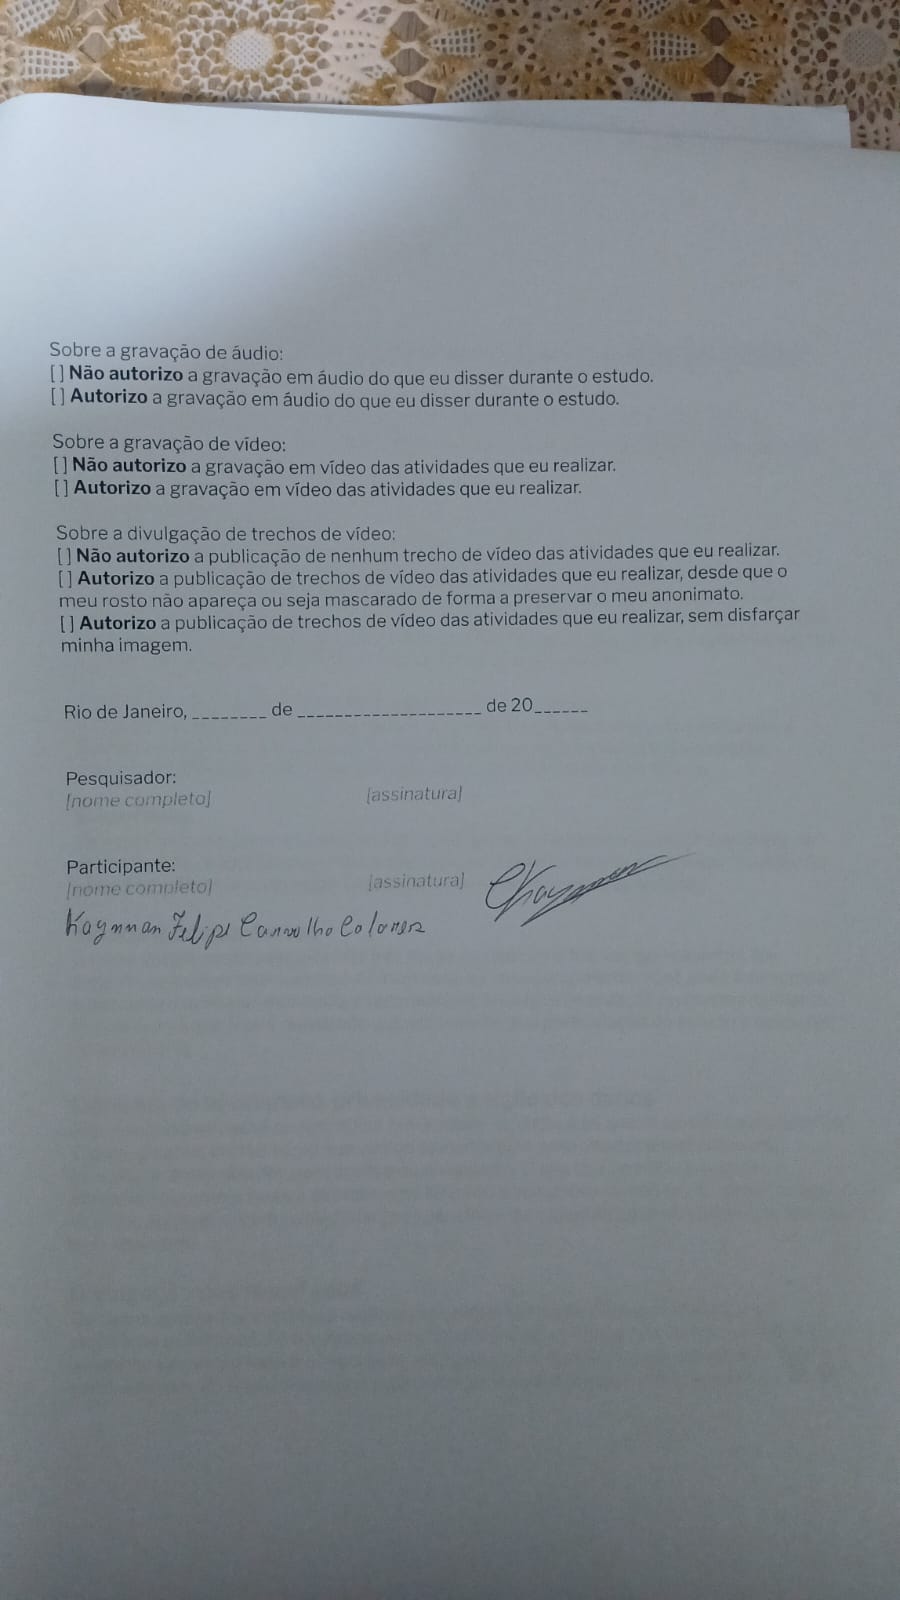 Sobre a gravação de áudio:
[ ] Não autorizo a gravação em áudio do que eu disser durante o estudo.
[ ] Autorizo a gravação em áudio do que eu disser durante o estudo.
Sobre a gravação de vídeo:
[ ] Não autorizo a gravação em vídeo das atividades que eu realizar.
[ ] Autorizo a gravação em vídeo das atividades que eu realizar.
Sobre a divulgação de trechos de vídeo:
[ ] Não autorizo a publicação de nenhum trecho de vídeo das atividades que eu realizar.
[ ] Autorizo a publicação de trechos de vídeo das atividades que eu realizar, desde que o
meu rosto não apareça ou seja mascarado de forma a preservar o meu anonimato.
[ ] Autorizo a publicação de trechos de vídeo das atividades que eu realizar, sem disfarçar
minha imagem.
Rio de Janeiro, ________ de ____________________ de 20______
Pesquisador:
[nome completo] [assinatura]
Participante:
[nome completo] [assinatura]
Kaynnan Felipe Carvalho Colares